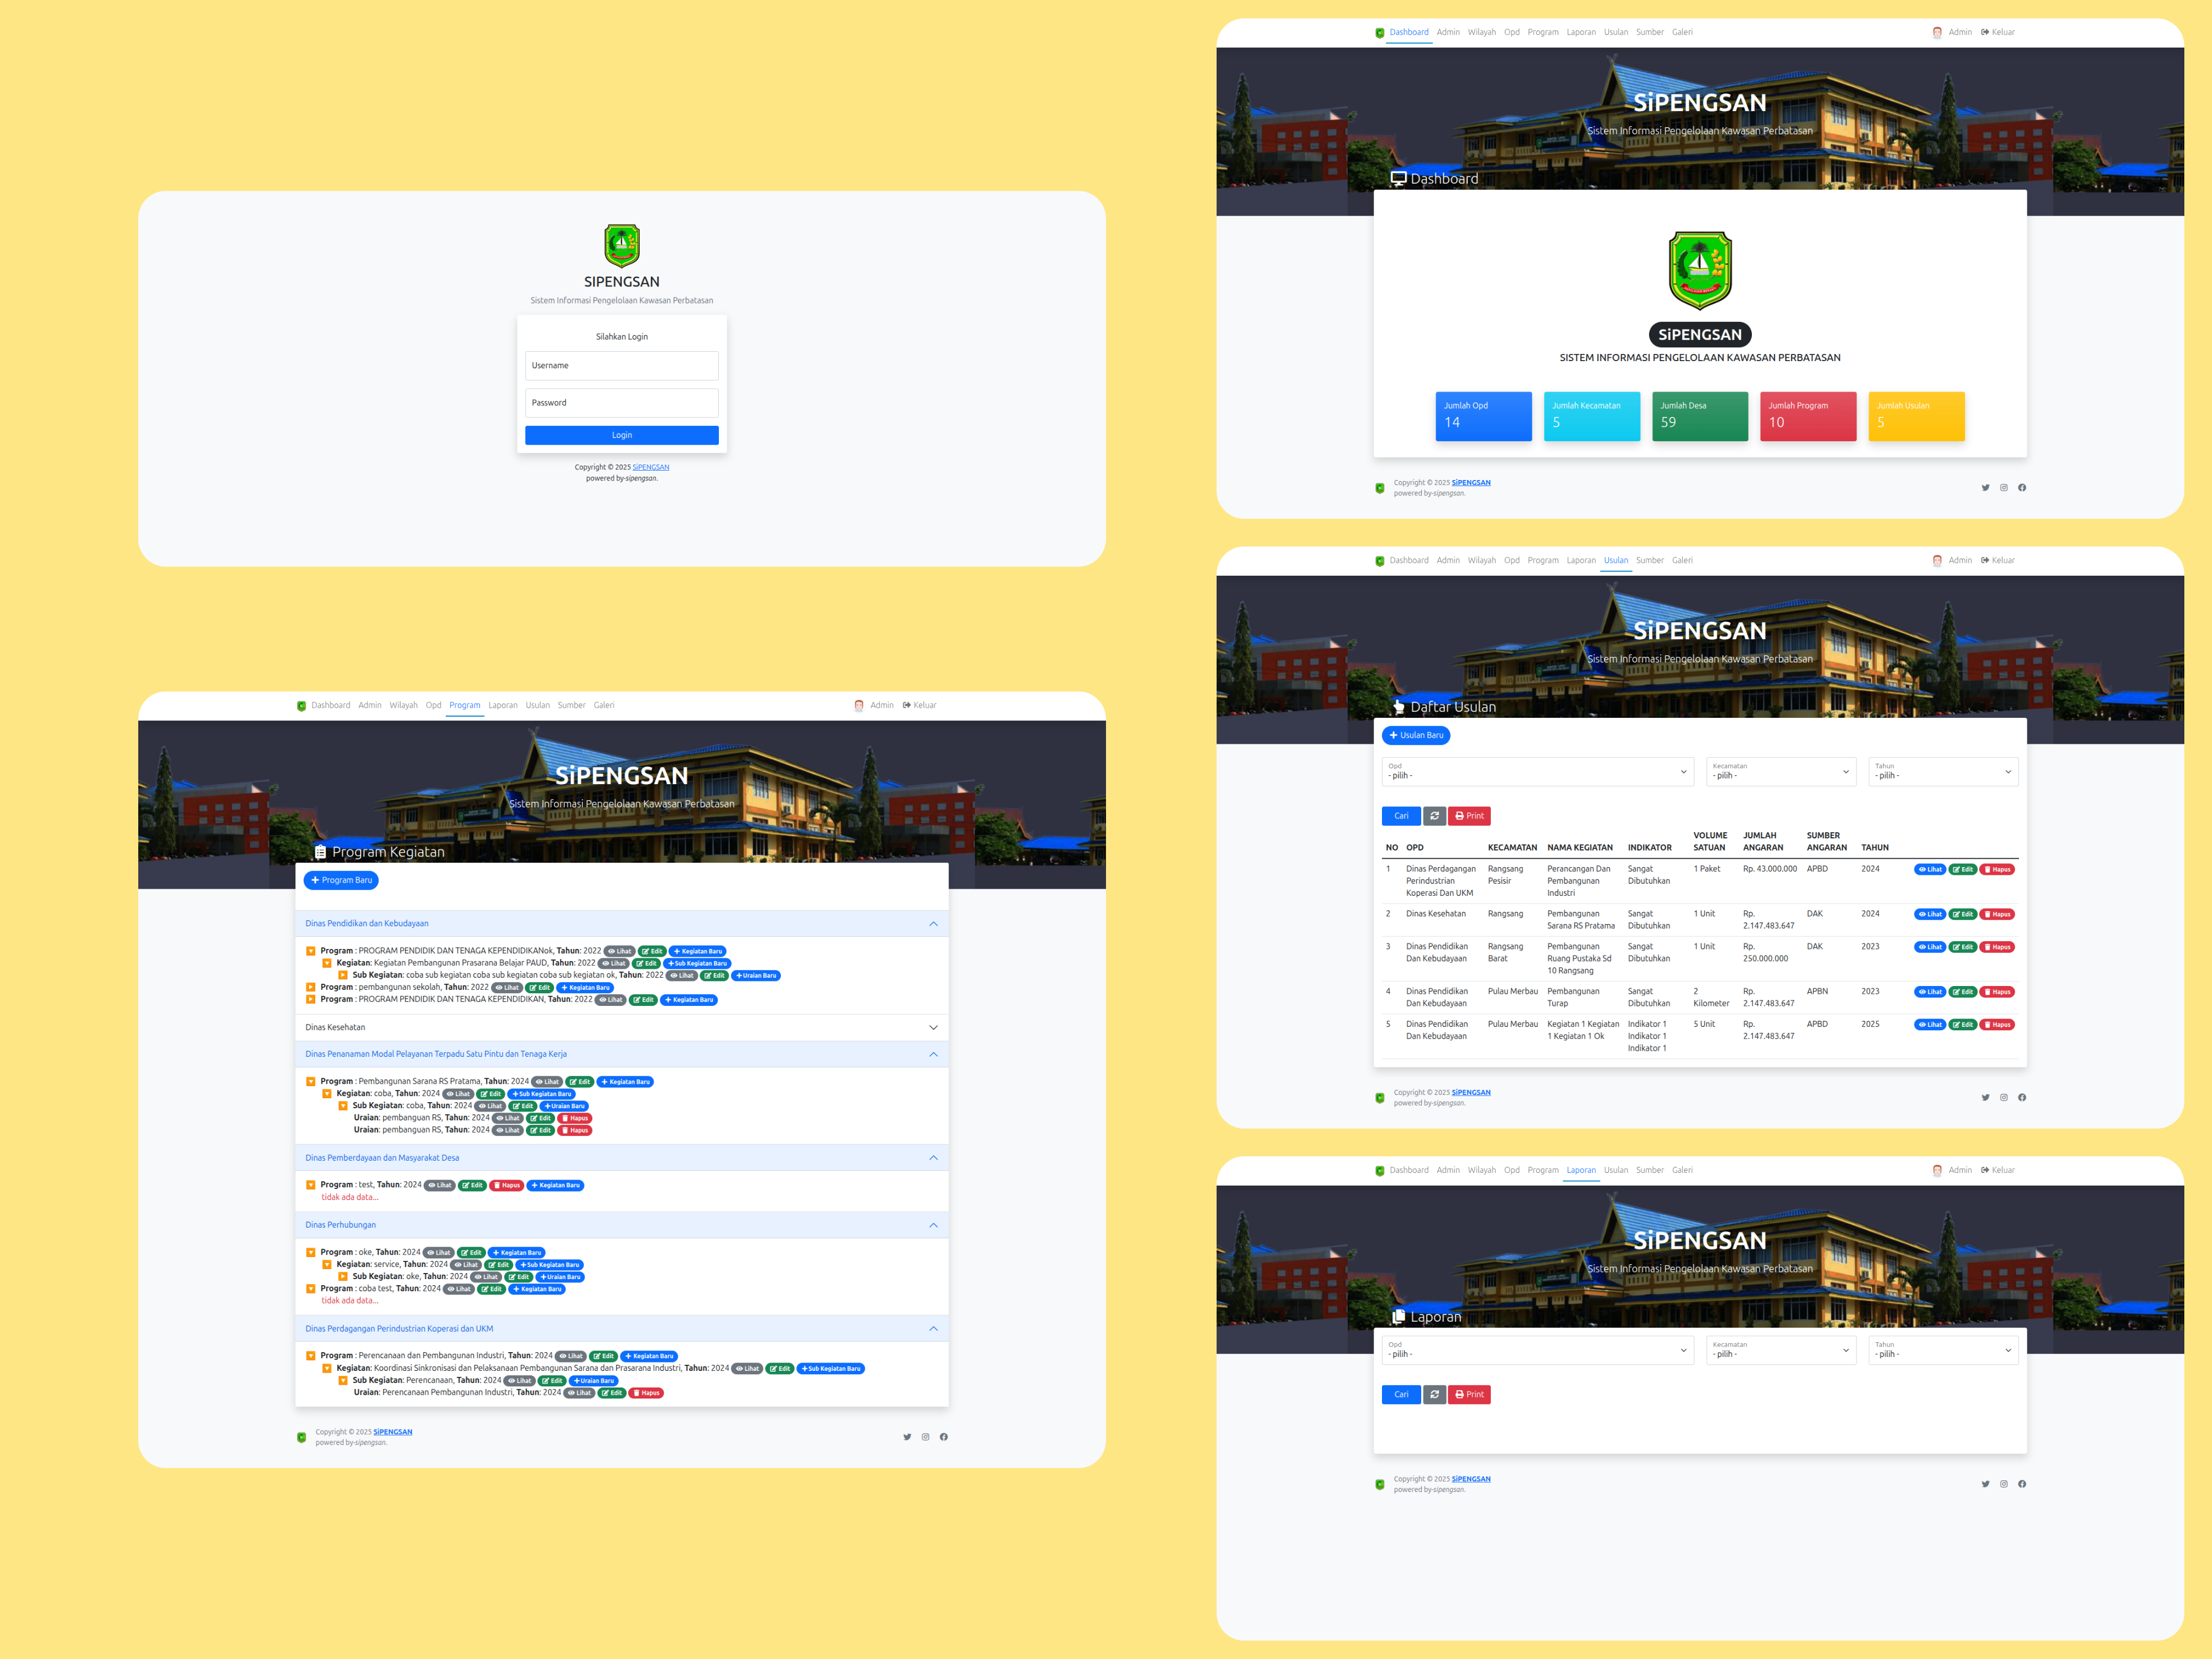 SIPENGSAN
Sistem Informasi Pengelolaan Kawasan Perbatasan
Silahkan Login
Username
Password
Login
Copyright © 2025 SiPENGSAN
powered by-sipengsan.
Dashboard Admin Wilayah Opd Program Laporan Usulan Sumber Galeri Admin Keluar
SiPENGSAN
Sistem Informasi Pengelolaan Kawasan Perbatasan
Program Kegiatan
Program Baru
Dinas Pendidikan dan Kebudayaan
Program : PROGRAM PENDIDIK DAN TENAGA KEPENDIDIKANok, Tahun: 2022 Lihat Edit + Kegiatan Baru
Kegiatan: Kegiatan Pembangunan Prasarana Belajar PAUD, Tahun: 2022 Lihat Edit +Sub Kegiatan Baru
Sub Kegiatan: coba sub kegiatan coba sub kegiatan coba sub kegiatan ok, Tahun: 2022 Lihat Edit +Uraian Baru
Program : pembangunan sekolah, Tahun: 2022 Lihat Edit + Kegiatan Baru
Program : PROGRAM PENDIDIK DAN TENAGA KEPENDIDIKAN, Tahun: 2022 Lihat Edit + Kegiatan Baru
Dinas Kesehatan
Dinas Penanaman Modal Pelayanan Terpadu Satu Pintu dan Tenaga Kerja
Program : Pembangunan Sarana RS Pratama, Tahun: 2024 Lihat Edit + Kegiatan Baru
Kegiatan: coba, Tahun: 2024 Lihat Edit +Sub Kegiatan Baru
Sub Kegiatan: coba, Tahun: 2024 Lihat Edit +Uraian Baru
Uraian: pembanguan RS, Tahun: 2024 Lihat Edit Hapus
Uraian: pembanguan RS, Tahun: 2024 Lihat Edit Hapus
Dinas Pemberdayaan dan Masyarakat Desa
Program : test, Tahun: 2024 Lihat Edit Hapus + Kegiatan Baru
tidak ada data...
Dinas Perhubungan
Program : oke, Tahun: 2024 Lihat Edit + Kegiatan Baru
Kegiatan: service, Tahun: 2024 Lihat Edit +Sub Kegiatan Baru
Sub Kegiatan: oke, Tahun: 2024 Lihat Edit +Uraian Baru
Program : coba test, Tahun: 2024 Lihat Edit + Kegiatan Baru
tidak ada data...
Dinas Perdagangan Perindustrian Koperasi dan UKM
Program : Perencanaan dan Pembangun Industri, Tahun: 2024 Lihat Edit + Kegiatan Baru
Kegiatan: Koordinasi Sinkronisasi dan Pelaksanaan Pembangunan Sarana dan Prasarana Industri, Tahun: 2024 Lihat Edit +Sub Kegiatan Baru
Sub Kegiatan: Perencanaan, Tahun: 2024 Lihat Edit +Uraian Baru
Uraian: Perencanaan Pembangunan Industri, Tahun: 2024 Lihat Edit Hapus
Copyright © 2025 SiPENGSAN
powered by-sipengsan.
Dashboard Admin Wilayah Opd Program Laporan Usulan Sumber Galeri Admin Keluar
SiPENGSAN
Sistem Informasi Pengelolaan Kawasan Perbatasan
Dashboard
SiPENGSAN
SISTEM INFORMASI PENGELOLAAN KAWASAN PERBATASAN
Jumlah Opd Jumlah Kecamatan Jumlah Desa Jumlah Program Jumlah Usulan
14 5 59 10 5
Copyright © 2025 SiPENGSAN
powered by-sipengsan.
Dashboard Admin Wilayah Opd Program Laporan Usulan Sumber Galeri Admin Keluar
SiPENGSAN
Sistem Informasi Pengelolaan Kawasan Perbatasan
Daftar Usulan
+ Usulan Baru
Opd Kecamatan Tahun
- pilih - - pilih - - pilih -
Cari Print
VOLUME JUMLAH SUMBER
NO OPD KECAMATAN NAMA KEGIATAN INDIKATOR SATUAN ANGARAN ANGARAN TAHUN
1 Dinas Perdagangan Rangsang Perancangan Dan Sangat 1 Paket Rp. 43.000.000 APBD 2024 Lihat Edit Hapus
Perindustrian Pesisir Pembangunan Dibutuhkan
Koperasi Dan UKM Industri
2 Dinas Kesehatan Rangsang Pembangunan Sangat 1 Unit Rp. DAK 2024 Lihat Edit Hapus
Sarana RS Pratama Dibutuhkan 2.147.483.647
3 Dinas Pendidikan Rangsang Pembangunan Sangat 1 Unit Rp. DAK 2023 Lihat Edit Hapus
Dan Kebudayaan Barat Ruang Pustaka Sd Dibutuhkan 250.000.000
10 Rangsang
4 Dinas Pendidikan Pulau Merbau Pembangunan Sangat 2 Rp. APBN 2023 Lihat Edit Hapus
Dan Kebudayaan Turap Dibutuhkan Kilometer 2.147.483.647
5 Dinas Pendidikan Pulau Merbau Kegiatan 1 Kegiatan Indikator 1 5 Unit Rp. APBD 2025 Lihat Edit Hapus
Dan Kebudayaan 1 Kegiatan 1 Ok Indikator 1 2.147.483.647
Indikator 1
Copyright © 2025 SiPENGSAN
powered by-sipengsan.
Dashboard Admin Wilayah Opd Program Laporan Usulan Sumber Galeri Admin Keluar
SiPENGSAN
Sistem Informasi Pengelolaan Kawasan Perbatasan
Laporan
Opd Kecamatan Tahun
- pilih - - pilih - - pilih -
Cari Print
Copyright © 2025 SiPENGSAN
powered by-sipengsan.